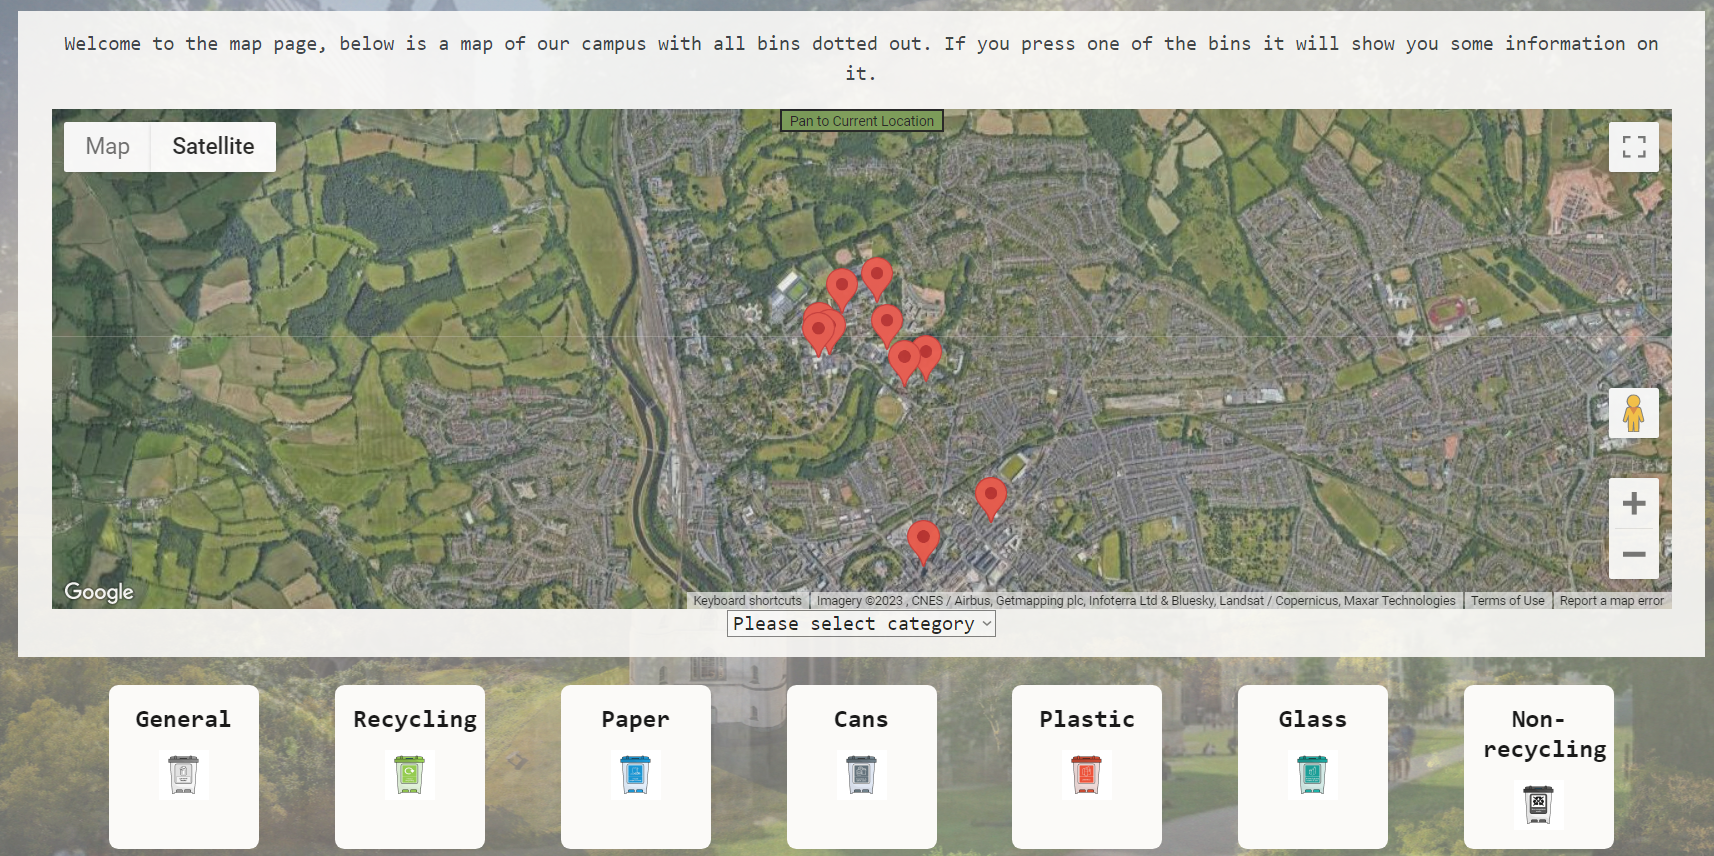 Welcome to the map page, below is a map of our campus with all bins dotted out. If you press one of the bins it will show you some information on
it.
Pan to Current Location
Map Satellite
Google
Keyboard shortcuts Imagery ©2023 , CNES / Airbus, Getmapping plc, Infoterra Ltd & Bluesky, Landsat / Copernicus, Maxar Technologies Terms of Use Report a map error
Please select category
General
Recycling
Paper
Cans
Plastic
Glass
Non-
recycling